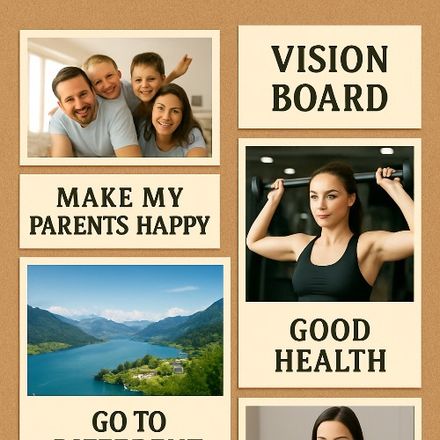 VISION
BOARD
MAKE MY
PARENTS HAPPY
GOOD
HEALTH
GO TO